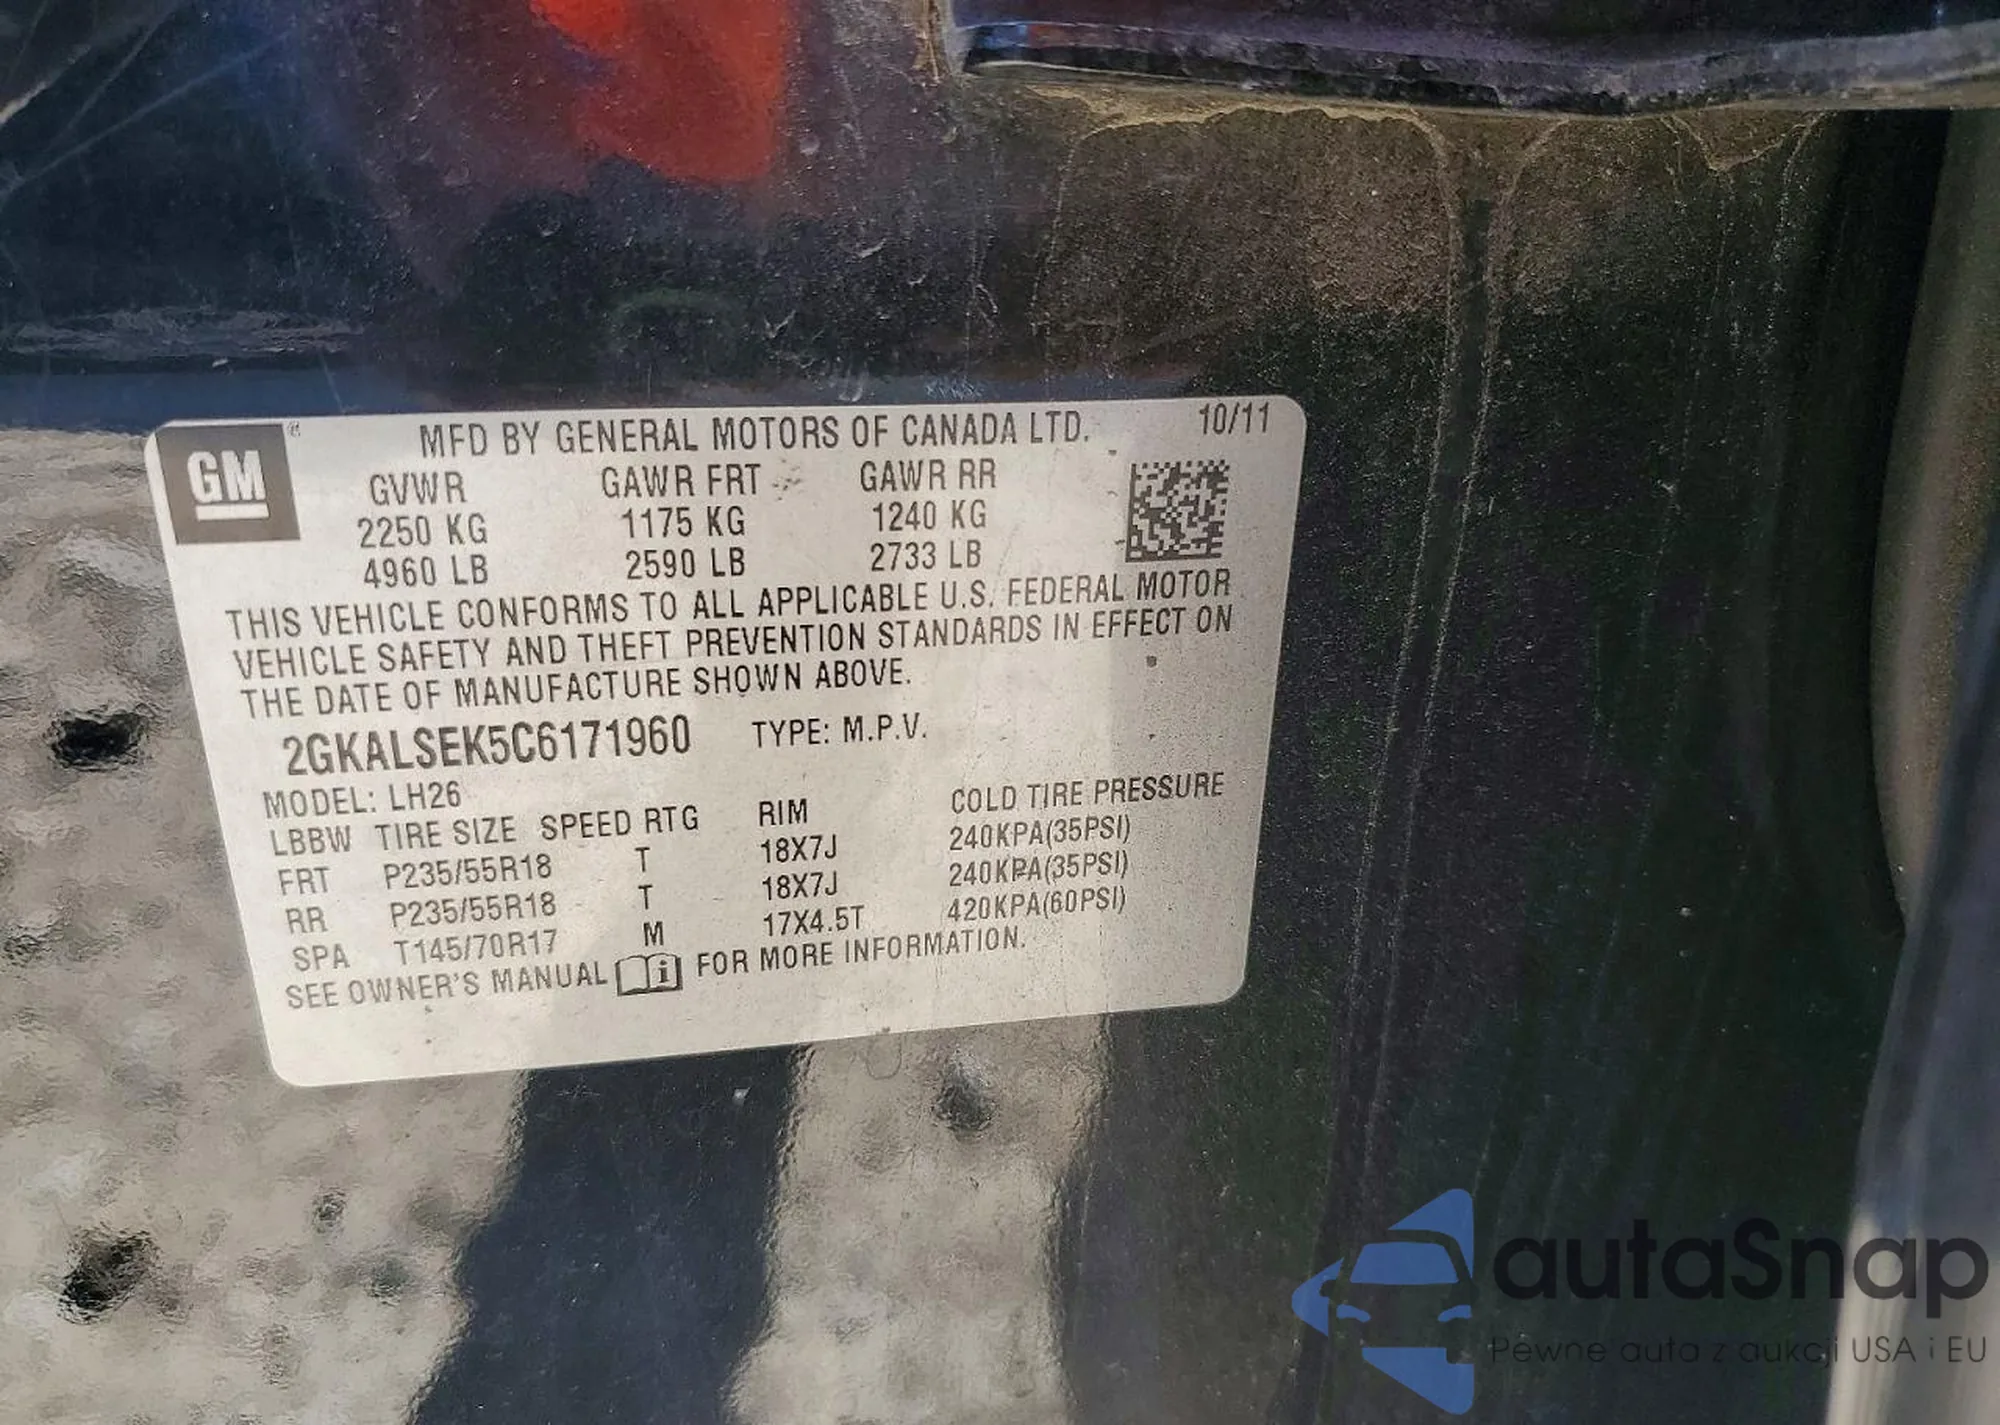 GM ®
MFD BY GENERAL MOTORS OF CANADA LTD. 10/11
GVWR GAWR FRT GAWR RR
2250 KG 1175 KG 1240 KG
4960 LB 2590 LB 2733 LB
THIS VEHICLE CONFORMS TO ALL APPLICABLE U.S. FEDERAL MOTOR
VEHICLE SAFETY AND THEFT PREVENTION STANDARDS IN EFFECT ON
THE DATE OF MANUFACTURE SHOWN ABOVE.
2GKALSEK5C6171960 TYPE: M.P.V.
MODEL: LH26
LBBW TIRE SIZE SPEED RTG RIM COLD TIRE PRESSURE
FRT P235/55R18 T 18X7J 240KPA(35PSI)
RR P235/55R18 T 18X7J 240KPA(35PSI)
SPA T145/70R17 M 17X4.5T 420KPA(60PSI)
SEE OWNER'S MANUAL i FOR MORE INFORMATION.
autaSnap
Pewne auta z aukcji USA i EU